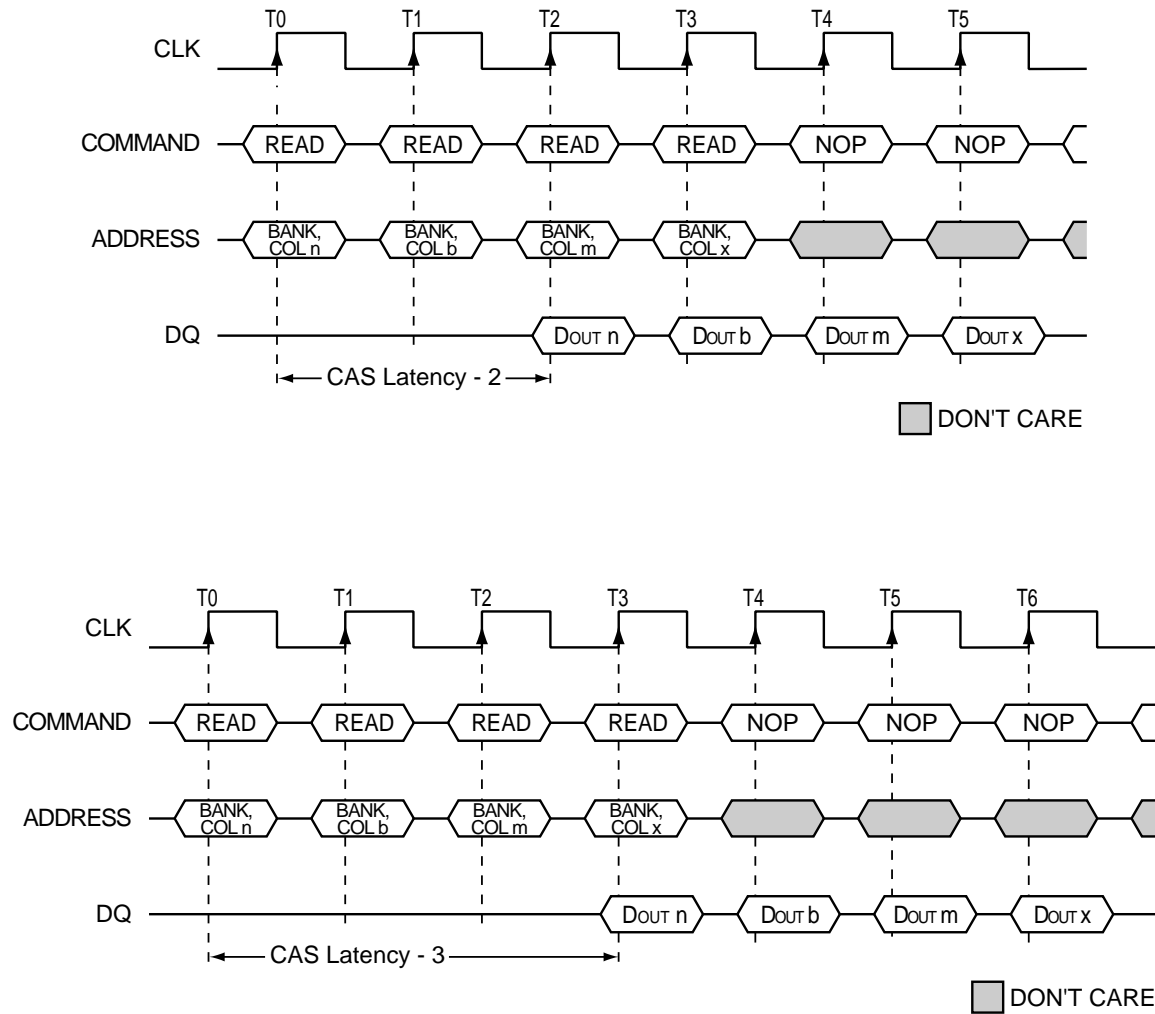 T0 T1 T2 T3 T4 T5
CLK
COMMAND READ READ READ READ NOP NOP
ADDRESS BANK, COL n BANK, COL b BANK, COL m BANK, COL x
DQ DOUT n DOUT b DOUT m DOUT x
CAS Latency - 2
DON'T CARE
T0 T1 T2 T3 T4 T5 T6
CLK
COMMAND READ READ READ READ NOP NOP NOP
ADDRESS BANK, COL n BANK, COL b BANK, COL m BANK, COL x
DQ DOUT n DOUT b DOUT m DOUT x
CAS Latency - 3
DON'T CARE